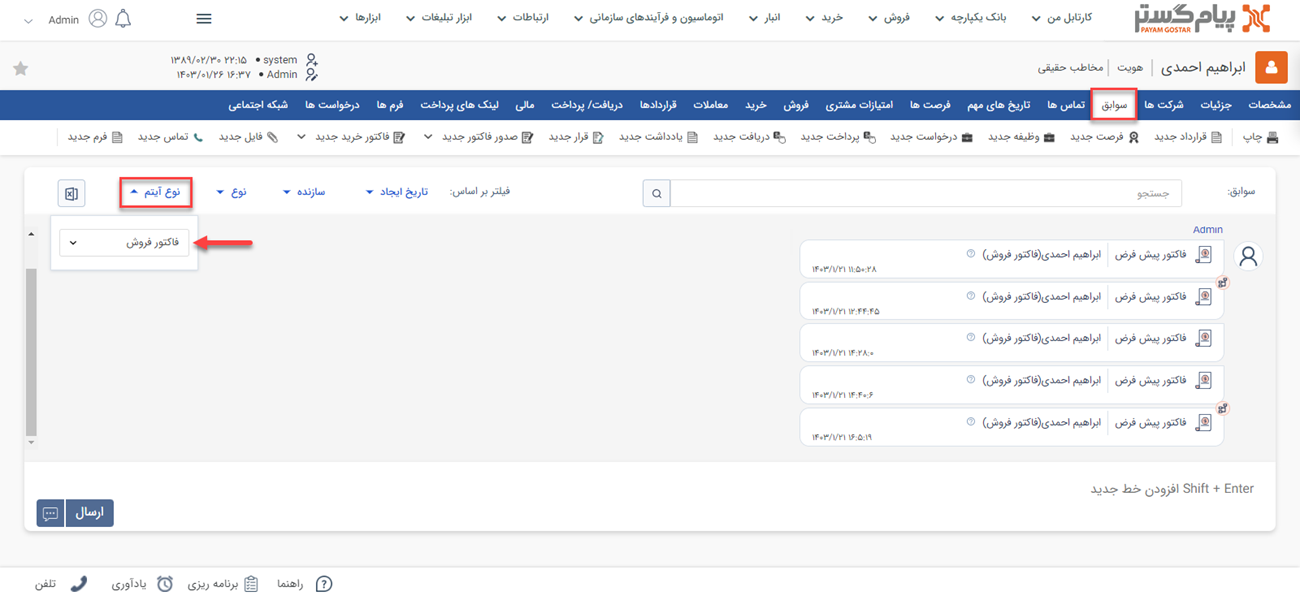 پیام گستر
PAYAM GOSTAR
کارتابل من
بانک یکپارچه
فروش
خرید
انبار
اتوماسیون و فرآیندهای سازمانی
ارتباطات
ابزار تبلیغات
ابزارها
Admin
ابراهیم احمدی
هویت
مخاطب حقیقی
system • ۱۳۸۹/۰۲/۳۰ ۲۲:۱۵
Admin • ۱۴۰۳/۰۱/۲۶ ۱۶:۳۷
مشخصات
جزئیات
شرکت ها
سوابق
تماس ها
تاریخ های مهم
فرصت ها
امتیازات مشتری
فروش
خرید
معاملات
قراردادها
دریافت/ پرداخت
مالی
لینک های پرداخت
فرم ها
درخواست ها
شبکه اجتماعی
چاپ
قرارداد جدید
فرصت جدید
وظیفه جدید
درخواست جدید
پرداخت جدید
دریافت جدید
یادداشت جدید
قرار جدید
صدور فاکتور جدید
فاکتور خرید جدید
فایل جدید
تماس جدید
فرم جدید
سوابق:
جستجو
فیلتر بر اساس:
تاریخ ایجاد
سازنده
نوع
نوع آیتم
فاکتور فروش
Admin
فاکتور پیش فرض | ابراهیم احمدی(فاکتور فروش)
۱۴۰۳/۱/۲۱ ۱۱:۵۰:۲۸
فاکتور پیش فرض | ابراهیم احمدی(فاکتور فروش)
۱۴۰۳/۱/۲۱ ۱۲:۴۴:۴۵
فاکتور پیش فرض | ابراهیم احمدی(فاکتور فروش)
۱۴۰۳/۱/۲۱ ۱۴:۲۸:۰
فاکتور پیش فرض | ابراهیم احمدی(فاکتور فروش)
۱۴۰۳/۱/۲۱ ۱۴:۴۰:۶
فاکتور پیش فرض | ابراهیم احمدی(فاکتور فروش)
۱۴۰۳/۱/۲۱ ۱۶:۵:۱۹
Shift + Enter افزودن خط جدید
ارسال
راهنما
برنامه ریزی
یادآوری
تلفن